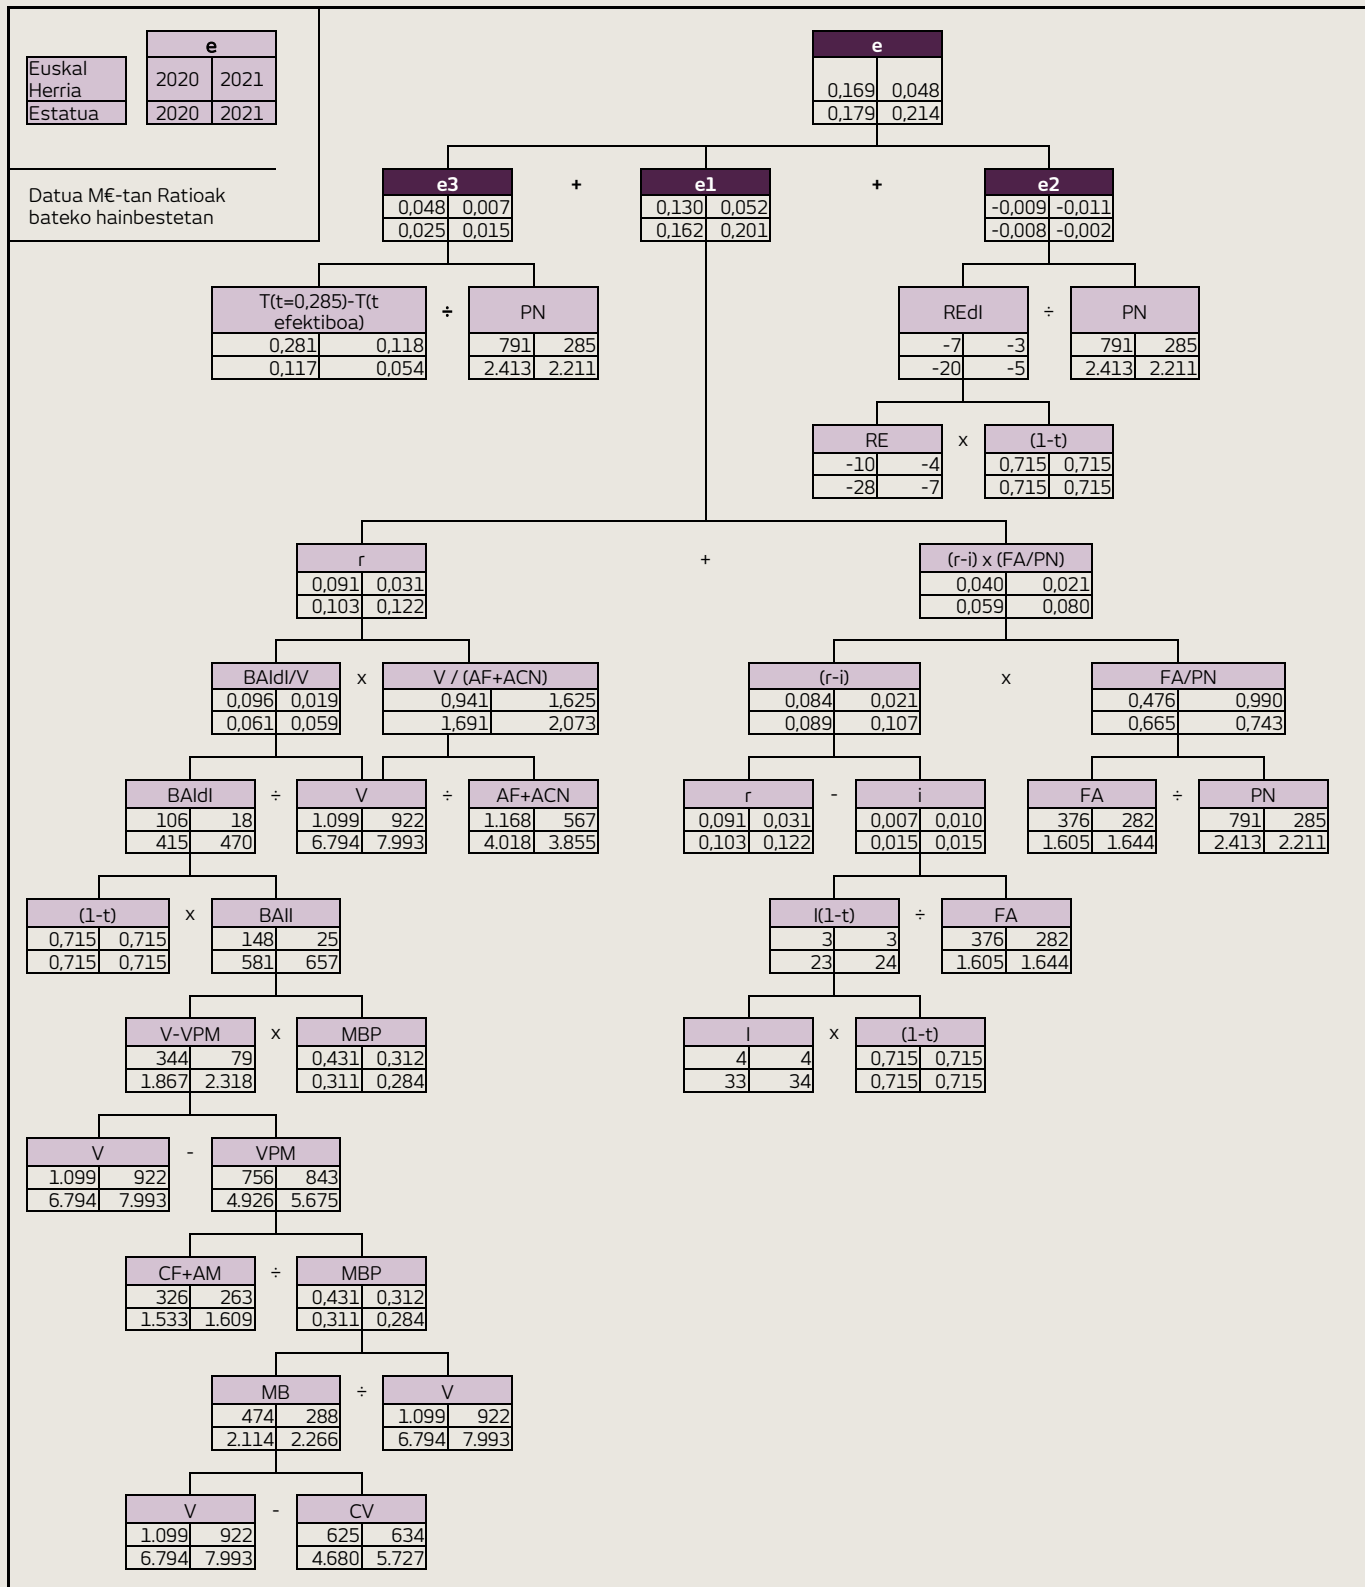 e
Euskal
Herria
2020 2021
Estatua
2020 2021
Datua M€-tan Ratioak
bateko hainbestetan
e
0,169 0,048
0,179 0,214
e3 + e1 + e2
0,048 0,007 0,130 0,052 -0,009 -0,011
0,025 0,015 0,162 0,201 -0,008 -0,002
T(t=0,285)-T(t
efektiboa)
÷ PN REdI ÷ PN
0,281 0,118 791 285 -7 -3 791 285
0,117 0,054 2.413 2.211 -20 -5 2.413 2.211
RE x (1-t)
-10 -4 0,715 0,715
-28 -7 0,715 0,715
r + (r-i) x (FA/PN)
0,091 0,031 0,040 0,021
0,103 0,122 0,059 0,080
BAIdI/V x V / (AF+ACN) (r-i) x FA/PN
0,096 0,019 0,941 1,625 0,084 0,021 0,476 0,990
0,061 0,059 1,691 2,073 0,089 0,107 0,665 0,743
BAIdI ÷ V ÷ AF+ACN r - i FA ÷ PN
106 18 1.099 922 1.168 567 0,091 0,031 0,007 0,010 376 282 791 285
415 470 6.794 7.993 4.018 3.855 0,103 0,122 0,015 0,015 1.605 1.644 2.413 2.211
(1-t) x BAII I(1-t) ÷ FA
0,715 0,715 148 25 3 3 376 282
0,715 0,715 581 657 23 24 1.605 1.644
V-VPM x MBP I x (1-t)
344 79 0,431 0,312 4 4 0,715 0,715
1.867 2.318 0,311 0,284 33 34 0,715 0,715
V - VPM
1.099 922 756 843
6.794 7.993 4.926 5.675
CF+AM ÷ MBP
326 263 0,431 0,312
1.533 1.609 0,311 0,284
MB ÷ V
474 288 1.099 922
2.114 2.266 6.794 7.993
V - CV
1.099 922 625 634
6.794 7.993 4.680 5.727